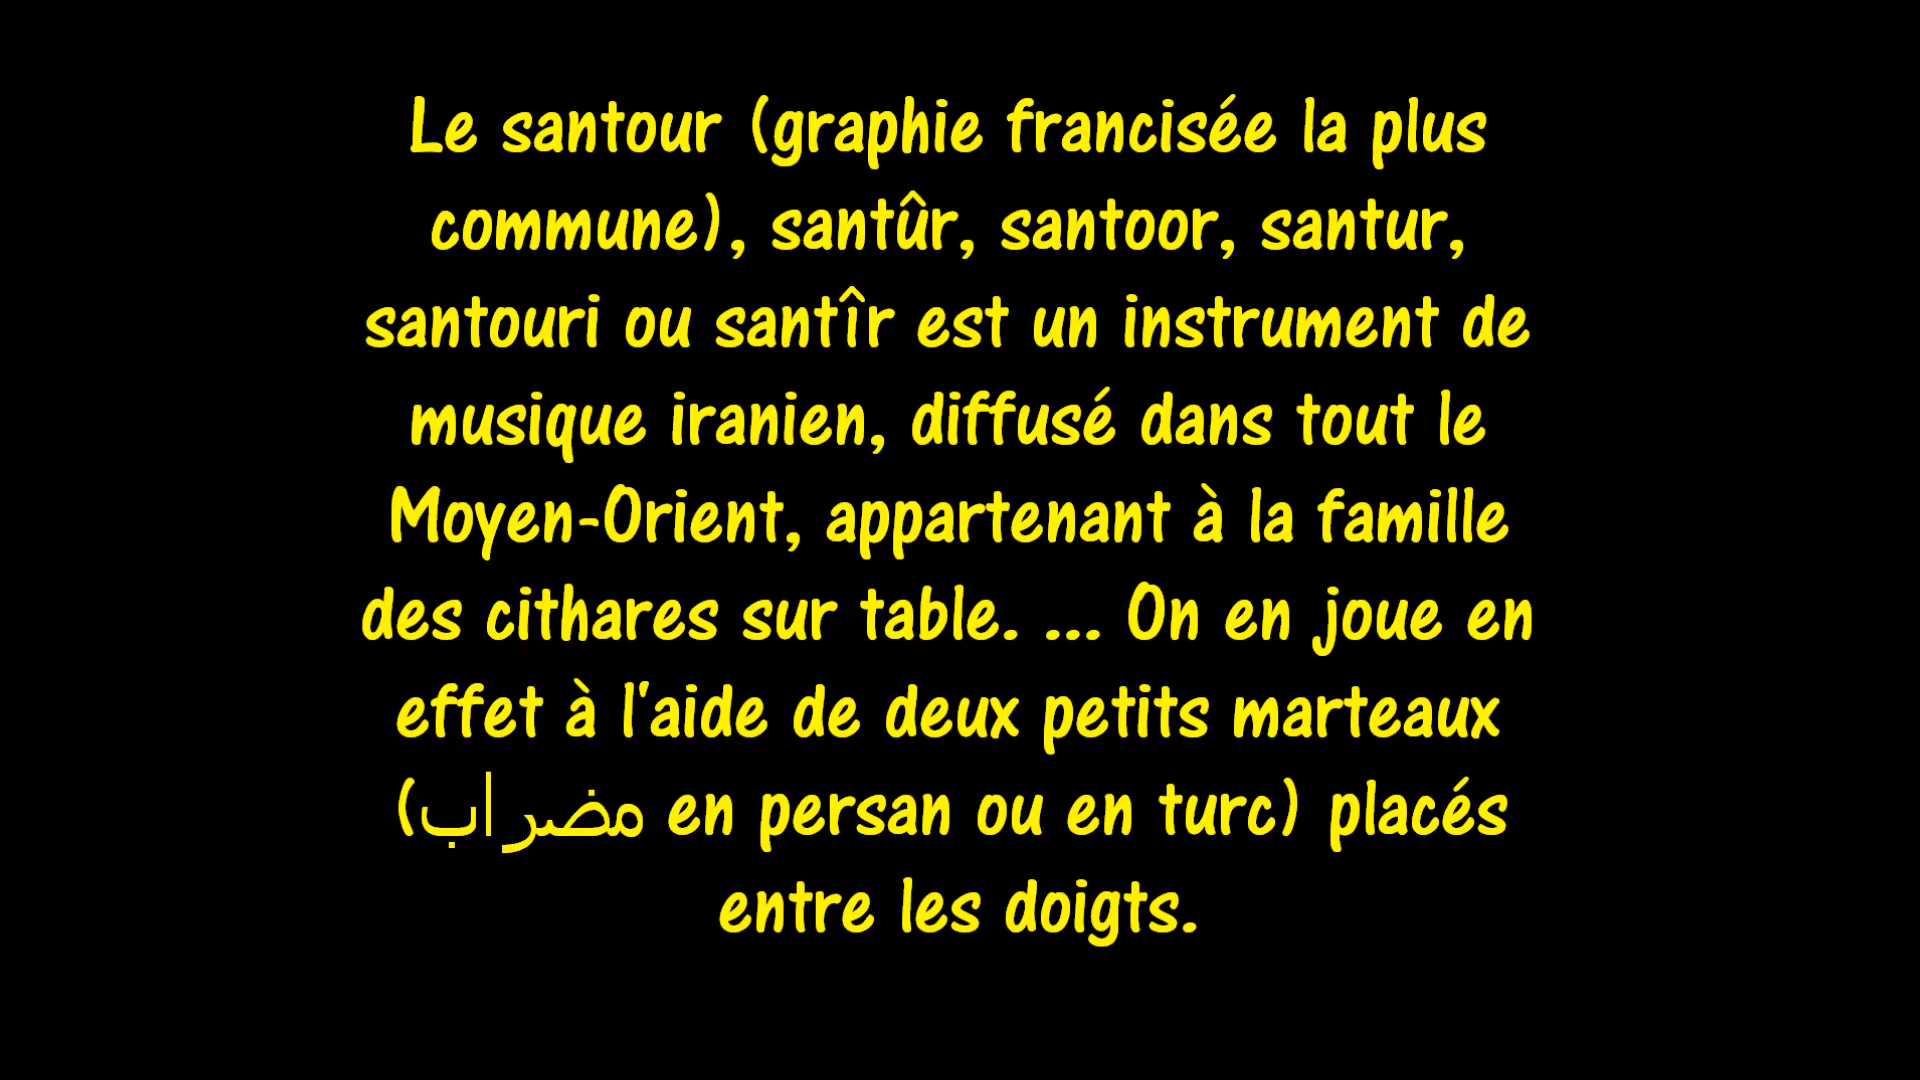 Le santour (graphie francisée la plus
commune), santûr, santoor, santur,
santouri ou santîr est un instrument de
musique iranien, diffusé dans tout le
Moyen-Orient, appartenant à la famille
des cithares sur table. ... On en joue en
effet à l'aide de deux petits marteaux
(مضراب en persan ou en turc) placés
entre les doigts.